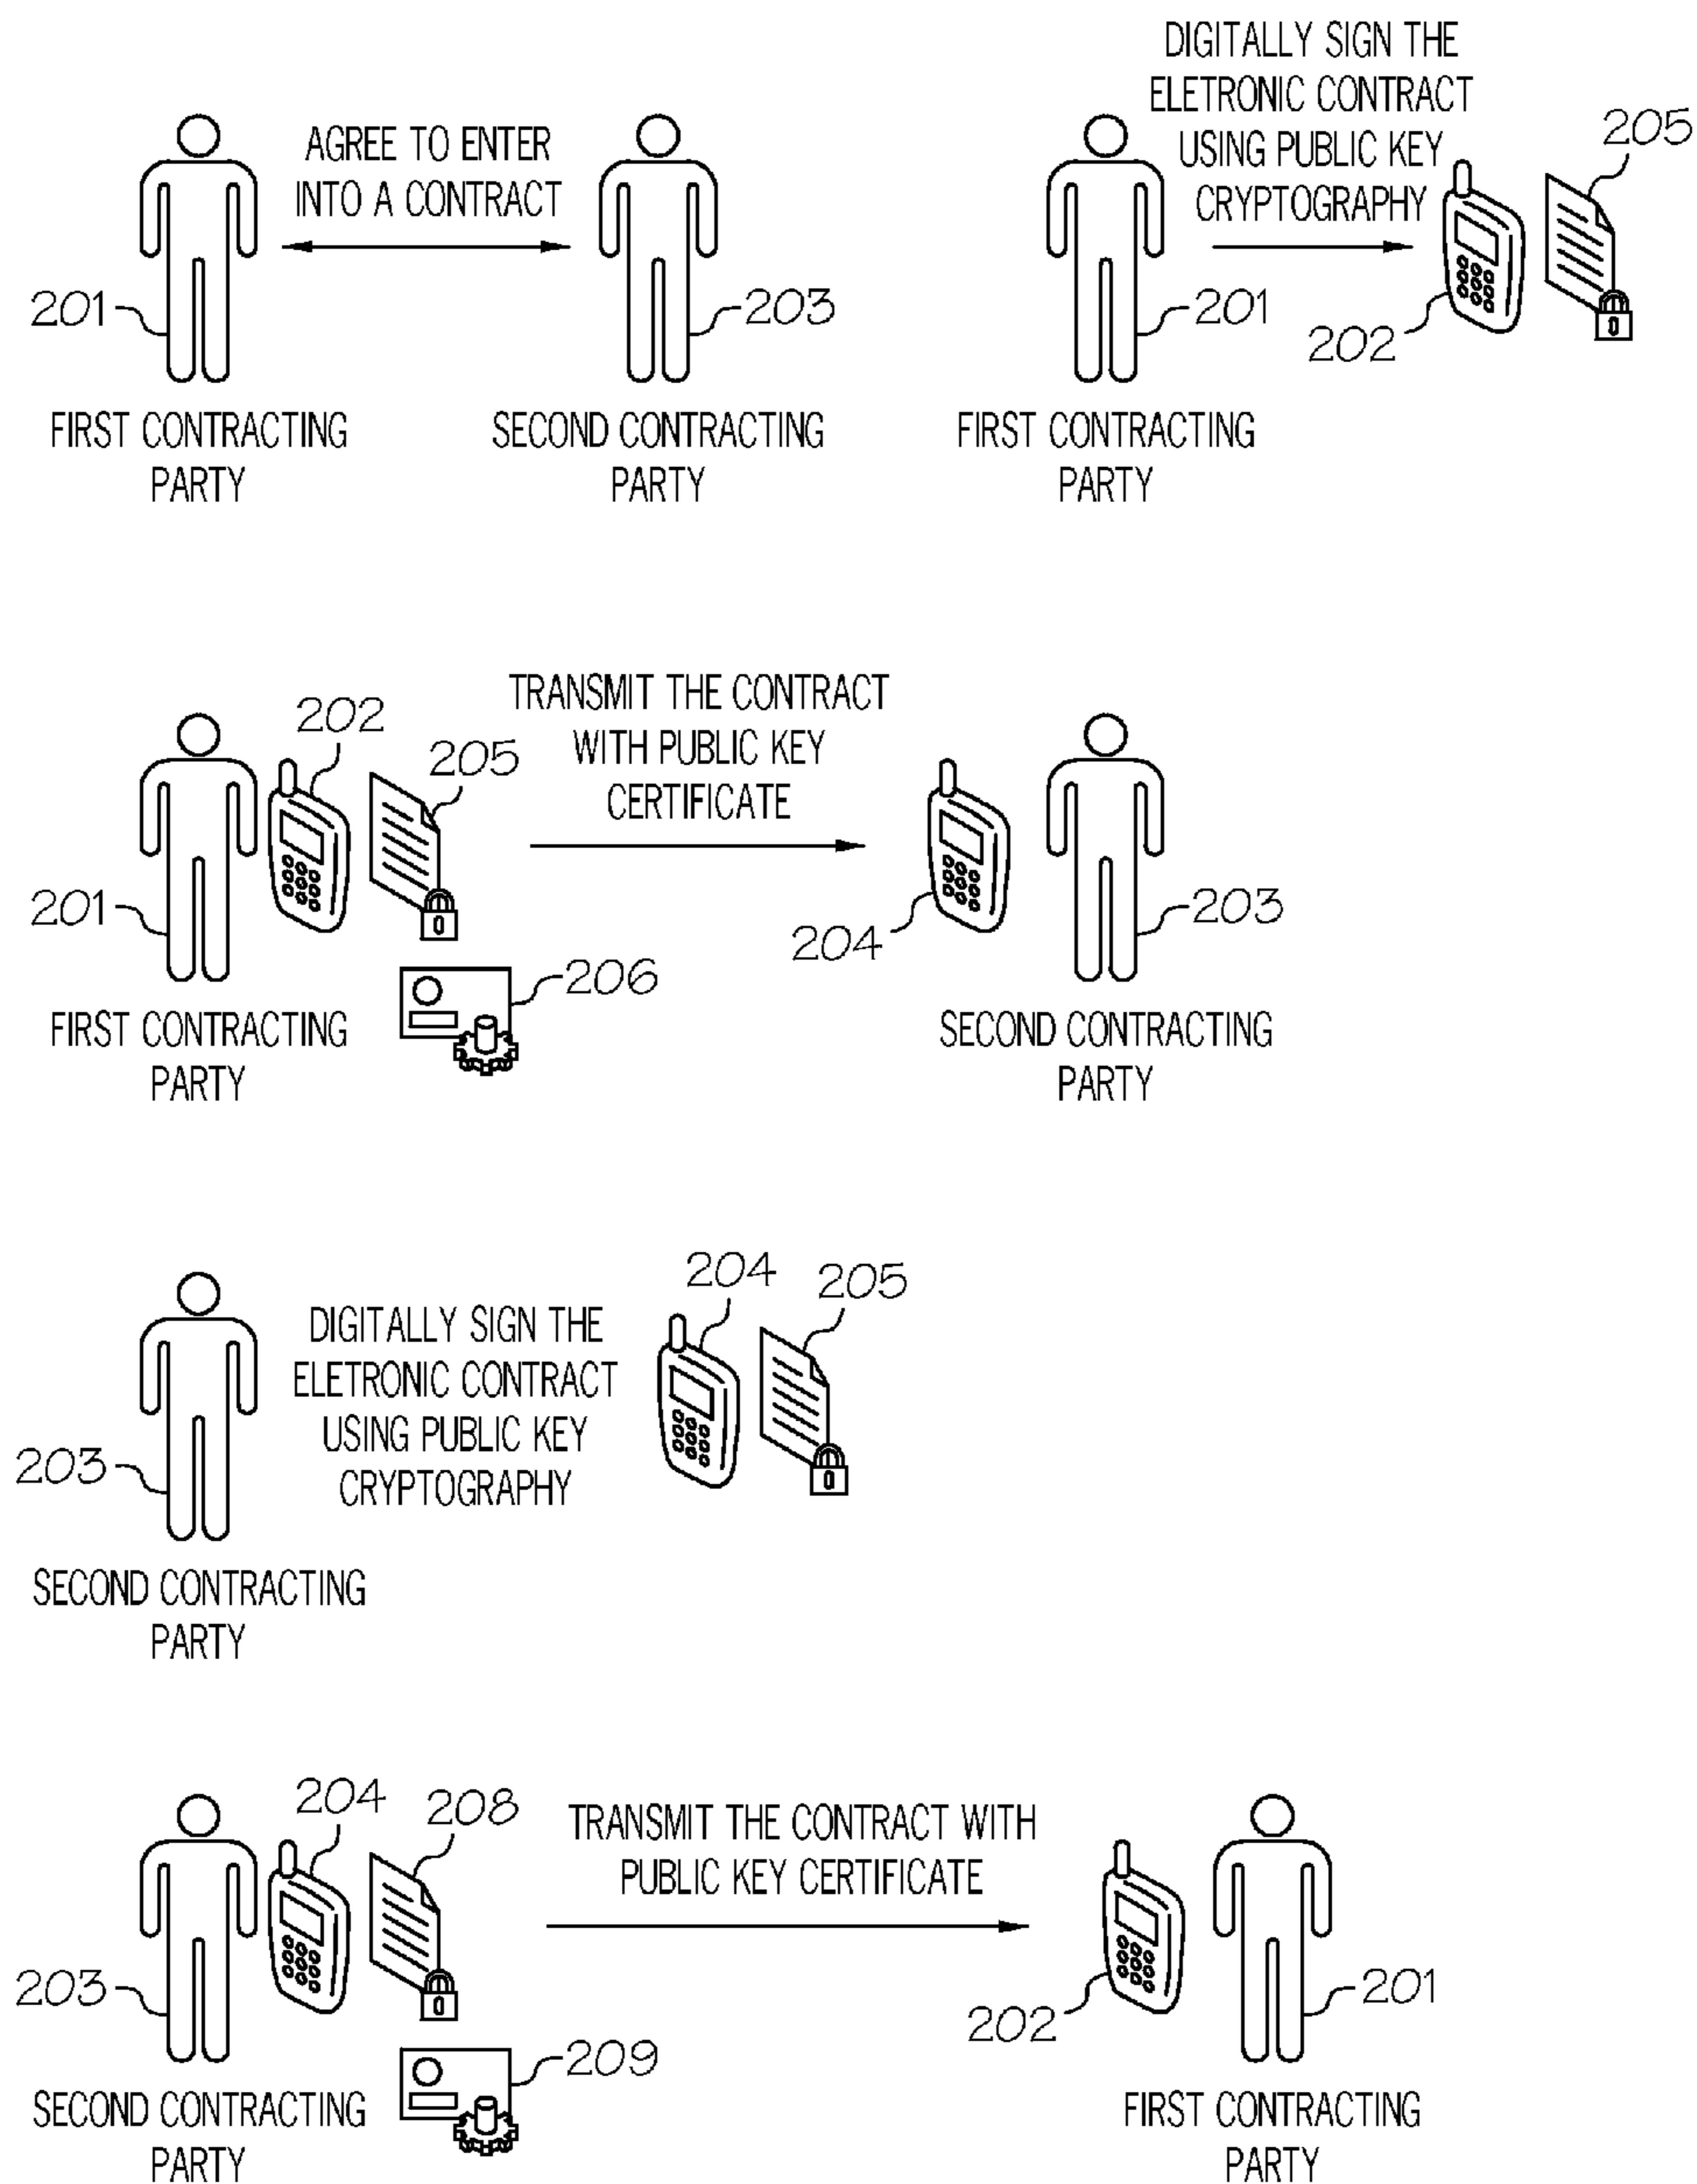 AGREE TO ENTER
INTO A CONTRACT
201
203
FIRST CONTRACTING
PARTY
SECOND CONTRACTING
PARTY
DIGITALLY SIGN THE
ELETRONIC CONTRACT
USING PUBLIC KEY
CRYPTOGRAPHY
205
201
202
FIRST CONTRACTING
PARTY
202
205
TRANSMIT THE CONTRACT
WITH PUBLIC KEY
CERTIFICATE
201
204
203
206
FIRST CONTRACTING
PARTY
SECOND CONTRACTING
PARTY
204
205
DIGITALLY SIGN THE
ELETRONIC CONTRACT
USING PUBLIC KEY
CRYPTOGRAPHY
203
SECOND CONTRACTING
PARTY
204
208
TRANSMIT THE CONTRACT WITH
PUBLIC KEY CERTIFICATE
203
202
201
209
SECOND CONTRACTING
PARTY
FIRST CONTRACTING
PARTY